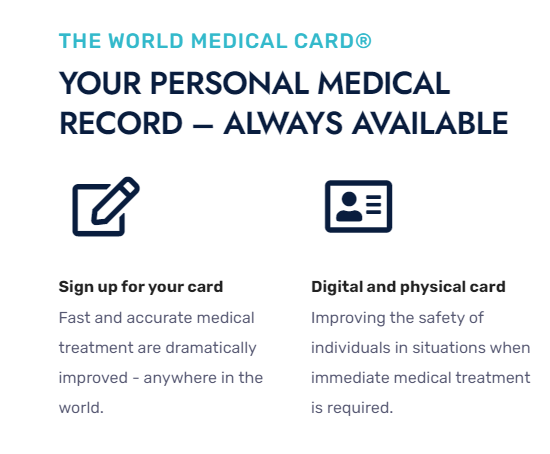 THE WORLD MEDICAL CARD®
YOUR PERSONAL MEDICAL
RECORD – ALWAYS AVAILABLE
Sign up for your card
Fast and accurate medical
treatment are dramatically
improved - anywhere in the
world.
Digital and physical card
Improving the safety of
individuals in situations when
immediate medical treatment
is required.